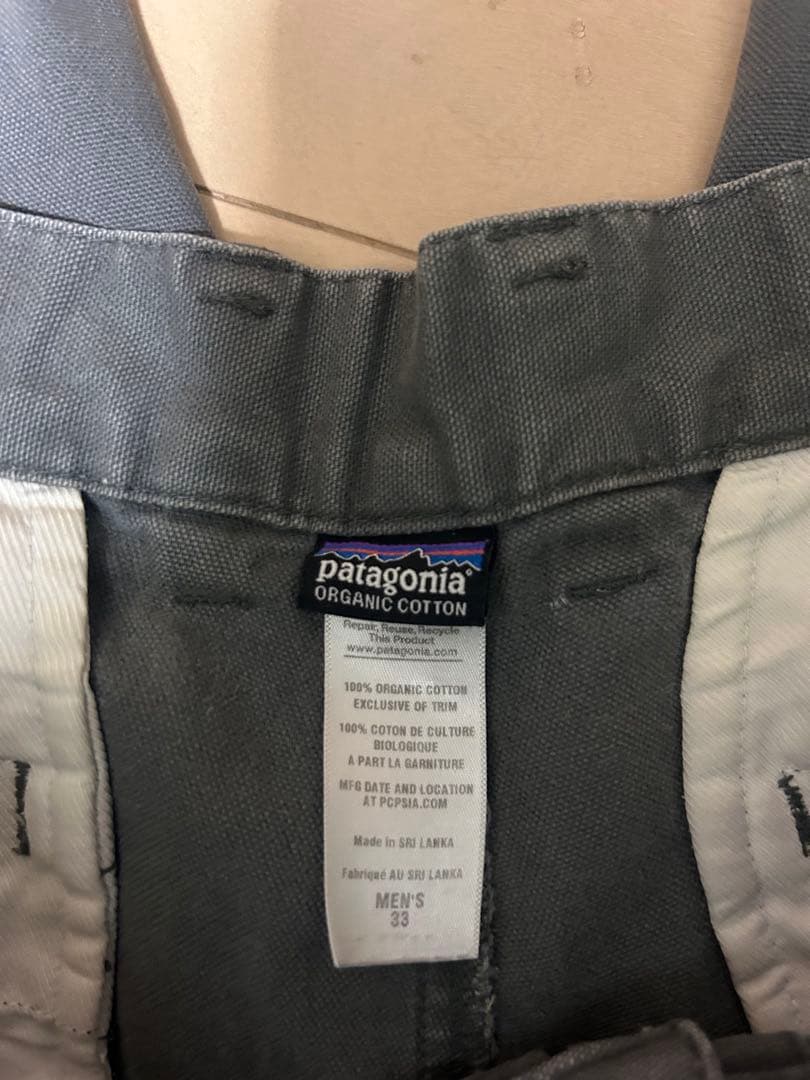 patagonia®
ORGANIC COTTON
Repair, Reuse, Recycle
This Product
www.patagonia.com
100% ORGANIC COTTON
EXCLUSIVE OF TRIM
100% COTON DE CULTURE
BIOLOGIQUE
A PART LA GARNITURE
MFG DATE AND LOCATION
AT PCPSIA.COM
Made in SRI LANKA
Fabriqué AU SRI LANKA
MEN'S
33